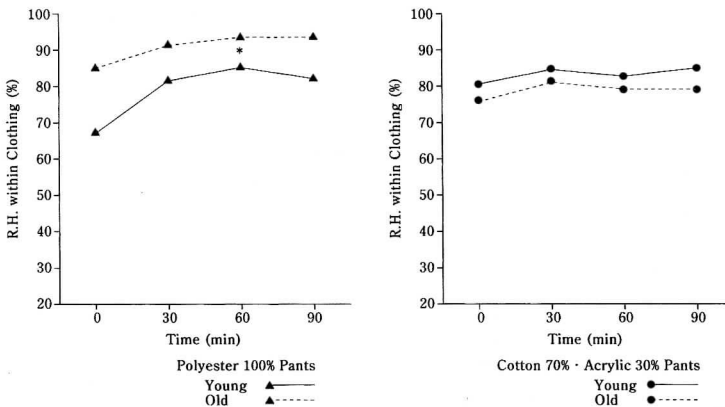 R.H. within Clothing (%)
100
90
80
70
60
50
40
30
20
*
0 30 60 90
Time (min)
Polyester 100% Pants
Young
Old
R.H. within Clothing (%)
100
90
80
70
60
50
40
30
20
0 30 60 90
Time (min)
Cotton 70% · Acrylic 30% Pants
Young
Old